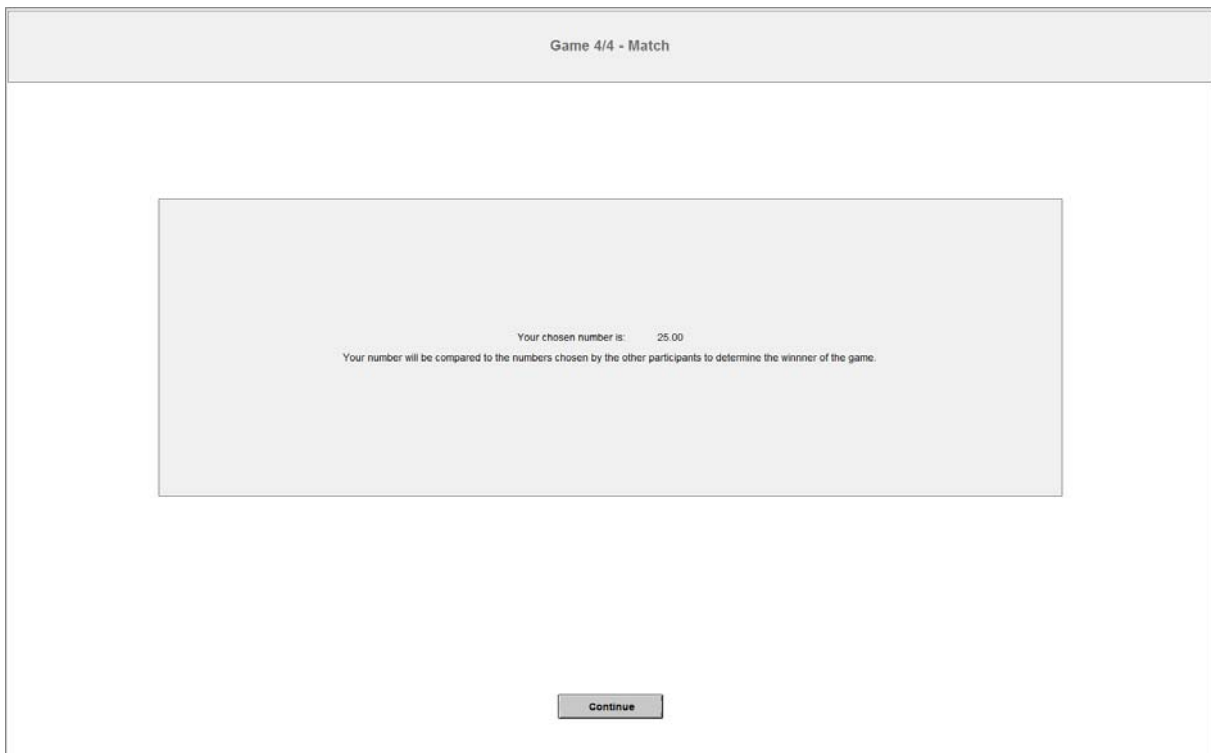 Game 4/4 - Match
Your chosen number is: 25.00
Your number will be compared to the numbers chosen by the other participants to determine the winnner of the game.
Continue